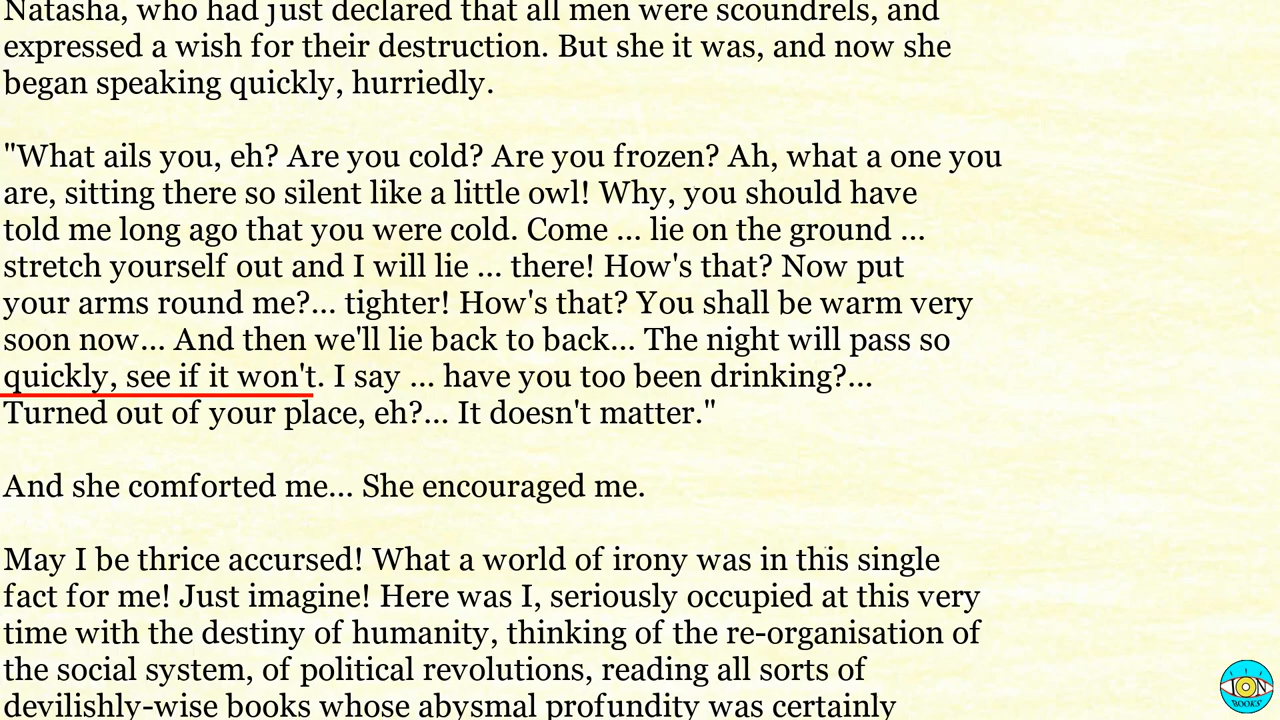 Natasha, who had just declared that all men were scoundrels, and
expressed a wish for their destruction. But she it was, and now she
began speaking quickly, hurriedly.
"What ails you, eh? Are you cold? Are you frozen? Ah, what a one you
are, sitting there so silent like a little owl! Why, you should have
told me long ago that you were cold. Come ... lie on the ground ...
stretch yourself out and I will lie ... there! How's that? Now put
your arms round me?... tighter! How's that? You shall be warm very
soon now... And then we'll lie back to back... The night will pass so
quickly, see if it won't. I say ... have you too been drinking?...
Turned out of your place, eh?... It doesn't matter."
And she comforted me... She encouraged me.
May I be thrice accursed! What a world of irony was in this single
fact for me! Just imagine! Here was I, seriously occupied at this very
time with the destiny of humanity, thinking of the re-organisation of
the social system, of political revolutions, reading all sorts of
devilishly-wise books whose abysmal profundity was certainly
ION
BOOKS